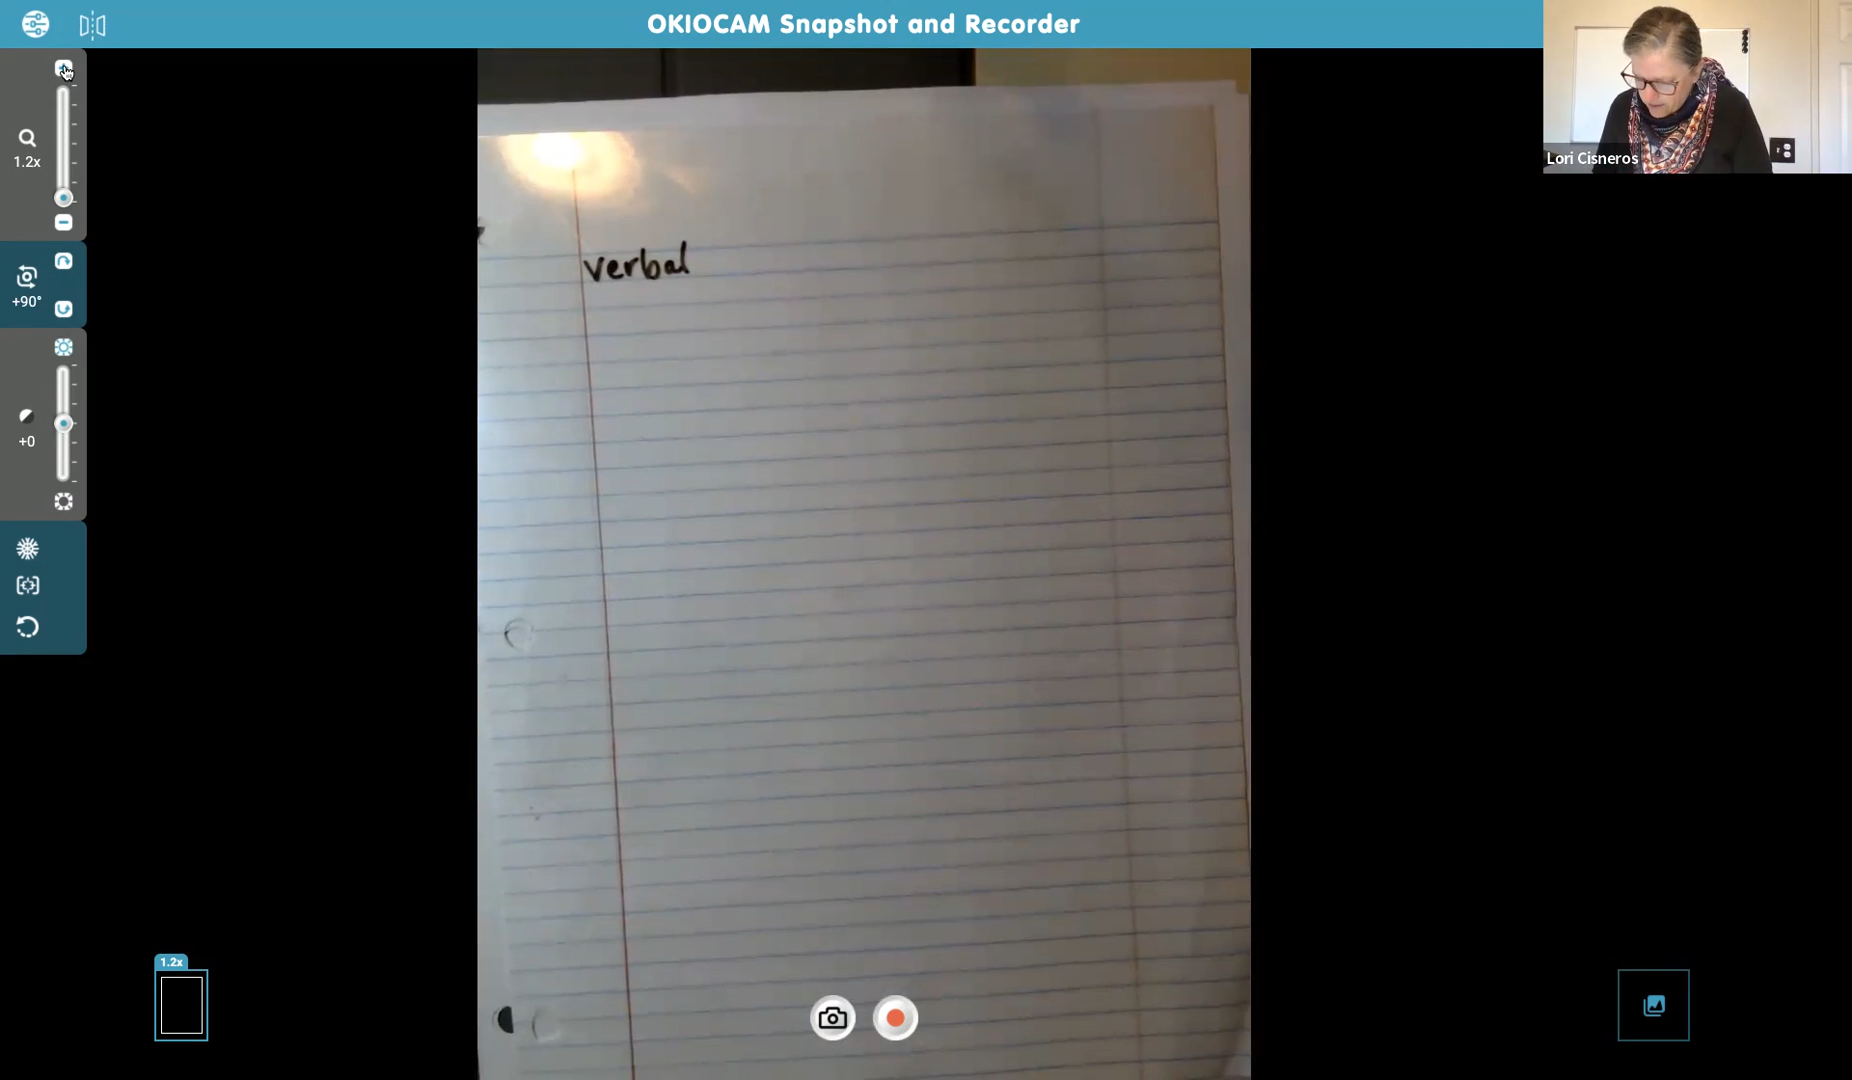 OKIOCAM Snapshot and Recorder
Lori Cisneros
1.2x
+90°
+0
verbal
1.2x